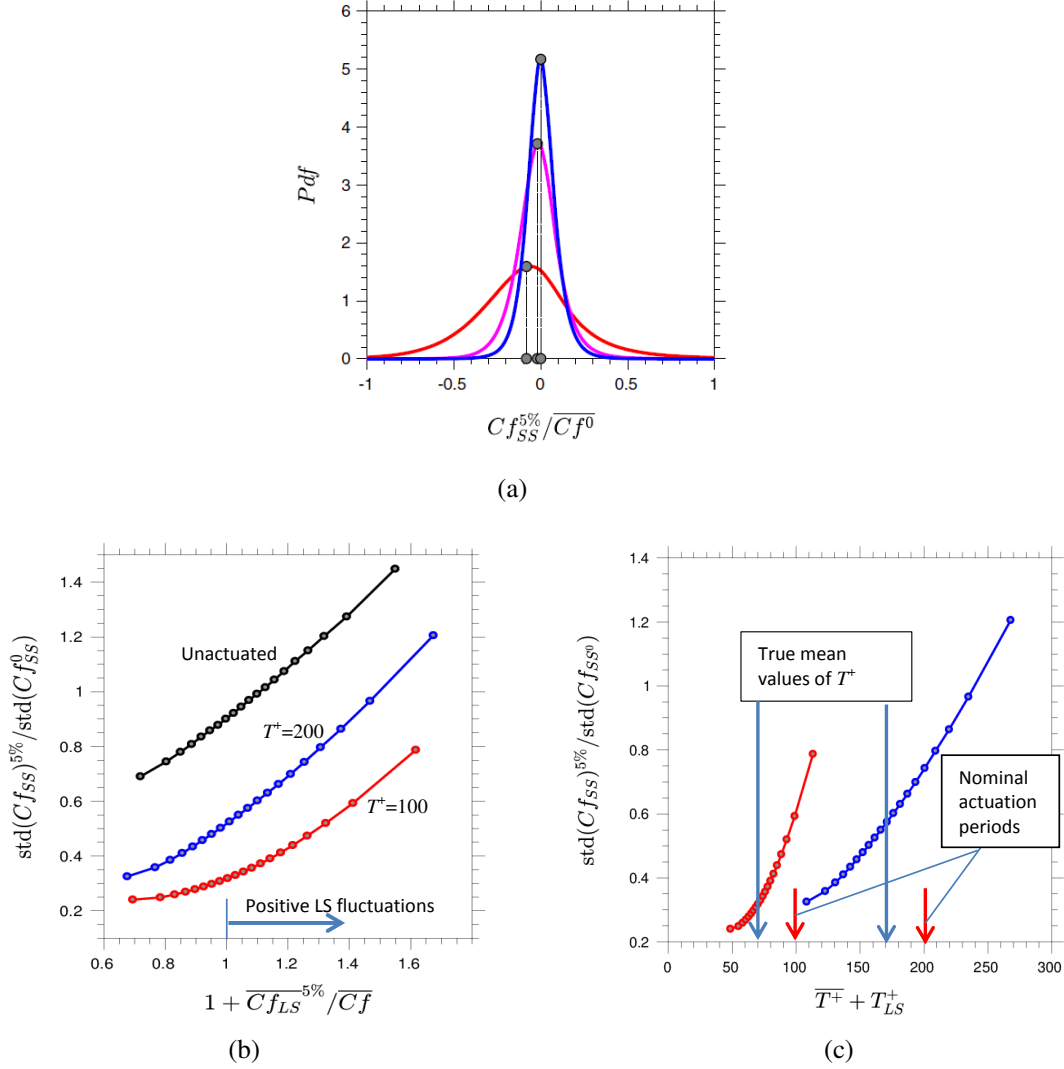 6
5
4
3
2
1
0
Pdf
-1 -0.5 0 0.5 1
$Cf_{SS}^{5\%}/\overline{Cf^0}$
(a)
1.4
1.2
1.0
0.8
0.6
0.4
0.2
std$(Cf_{SS})^{5\%}$/std$(Cf_{SS}^0)$
Unactuated
$T^+$=200
$T^+$=100
Positive LS fluctuations
0.6 0.8 1 1.2 1.4 1.6
$1 + \overline{Cf_{LS}}^{5\%}/\overline{Cf}$
(b)
1.4
1.2
1
0.8
0.6
0.4
0.2
std$(Cf_{SS})^{5\%}$/std$(Cf_{SS^0})$
True mean
values of $T^+$
Nominal
actuation
periods
0 50 100 150 200 250 300
$\overline{T^+} + T_{LS}^+$
(c)